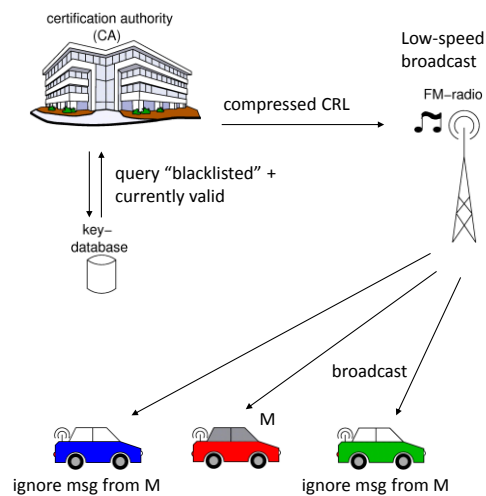 certification authority
(CA)
Low-speed
broadcast
FM-radio
compressed CRL
query “blacklisted” +
currently valid
key-
database
broadcast
M
ignore msg from M
ignore msg from M